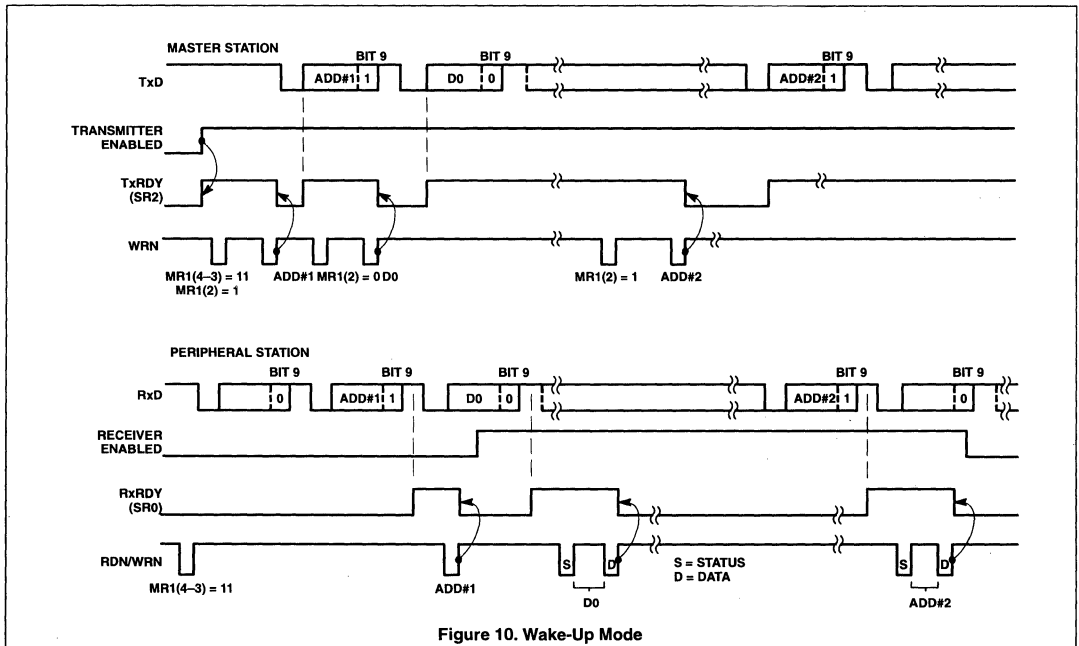 MASTER STATION
BIT 9 BIT 9 BIT 9
TxD ADD#1 1 D0 0 ADD#2 1
TRANSMITTER
ENABLED
TxRDY
(SR2)
WRN
MR1(4–3) = 11 ADD#1 MR1(2) = 0 D0 MR1(2) = 1 ADD#2
MR1(2) = 1
PERIPHERAL STATION
BIT 9 BIT 9 BIT 9 BIT 9 BIT 9
RxD 0 ADD#1 1 D0 0 ADD#2 1 0
RECEIVER
ENABLED
RxRDY
(SR0)
RDN/WRN S D S = STATUS S D
D = DATA
MR1(4–3) = 11 ADD#1 D0 ADD#2
Figure 10. Wake-Up Mode